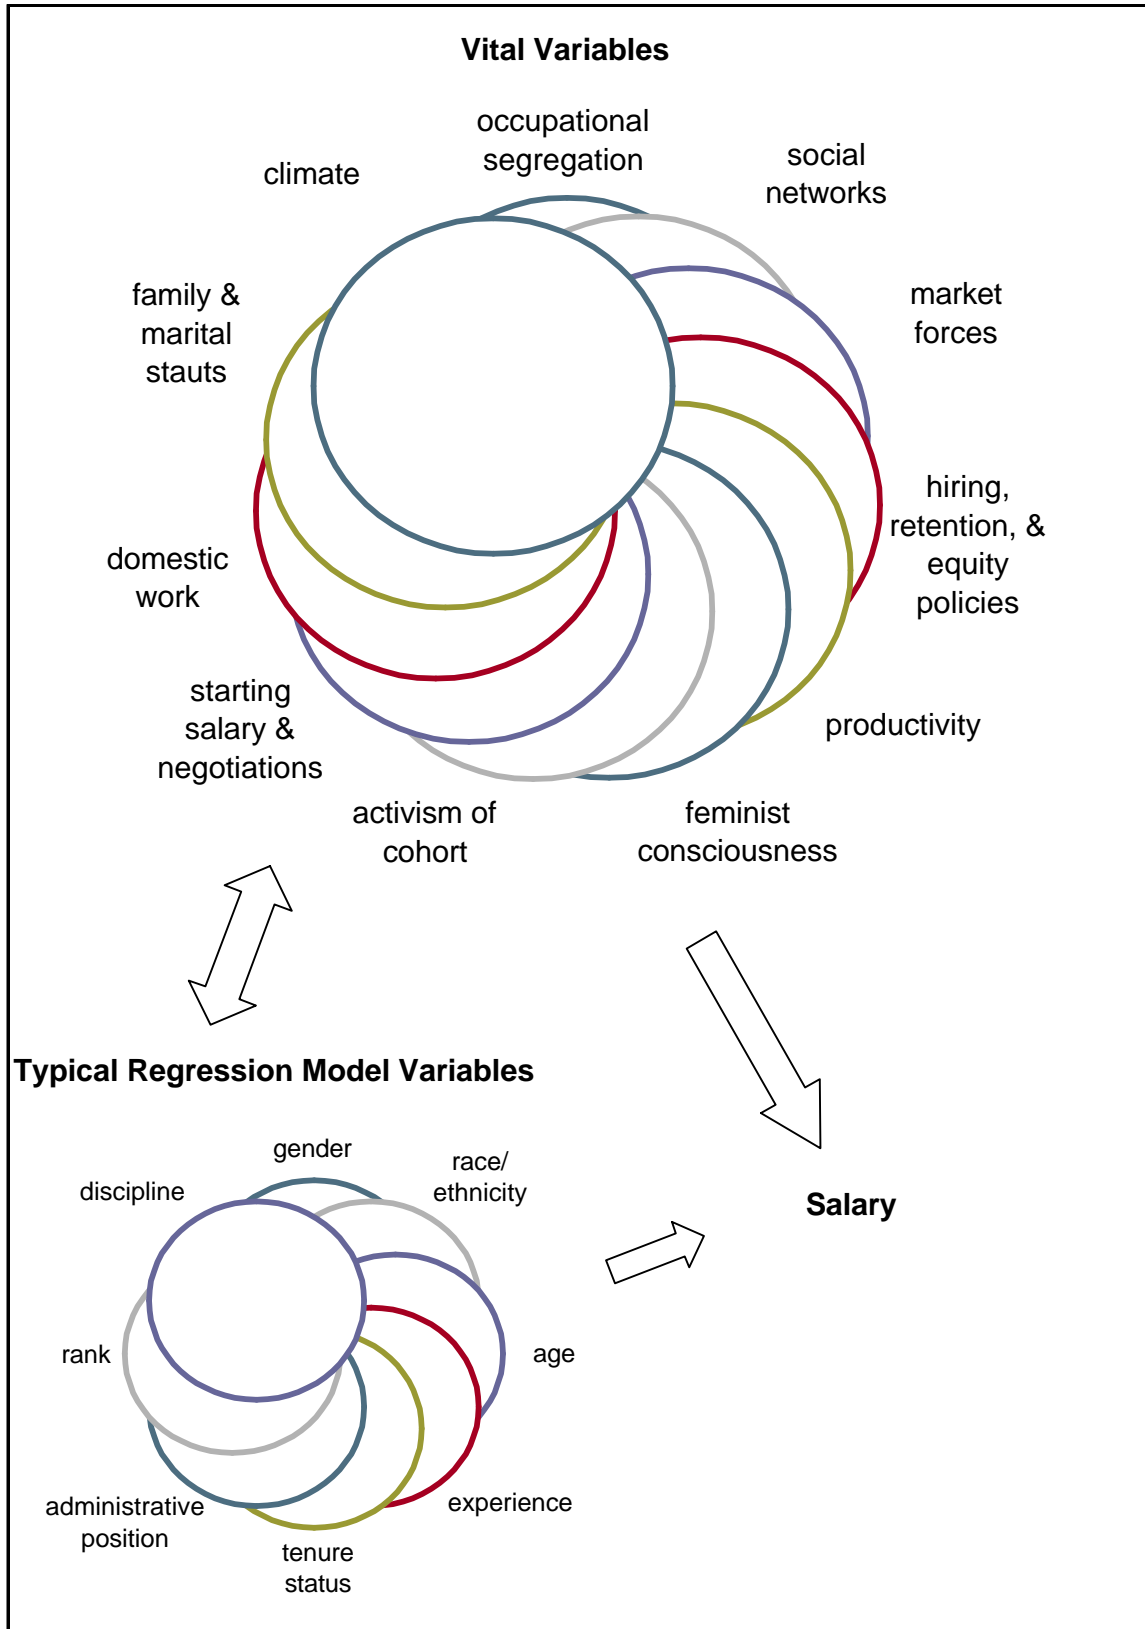 Vital Variables
occupational
segregation
climate
social
networks
family &
marital
stauts
market
forces
hiring,
retention, &
equity
policies
domestic
work
starting
salary &
negotiations
productivity
activism of
cohort
feminist
consciousness
Typical Regression Model Variables
gender
race/
ethnicity
discipline
Salary
rank
age
administrative
position
experience
tenure
status